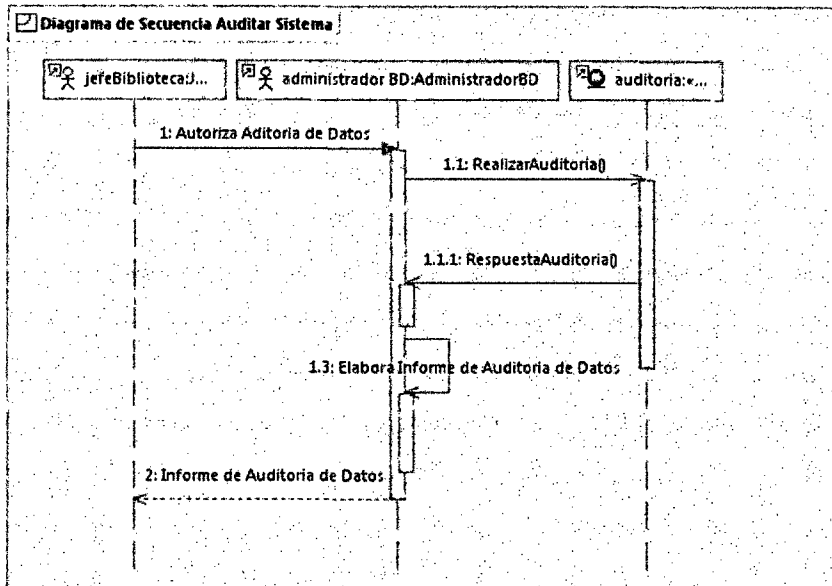 Diagrama de Secuencia Auditar Sistema
jefeBiblioteca:J...
administrador BD:AdministradorBD
auditoria:«...
1: Autoriza Aditoria de Datos
1.1: RealizarAuditoria()
1.1.1: RespuestaAuditoria()
1.3: Elabora Informe de Auditoria de Datos
2: Informe de Auditoria de Datos